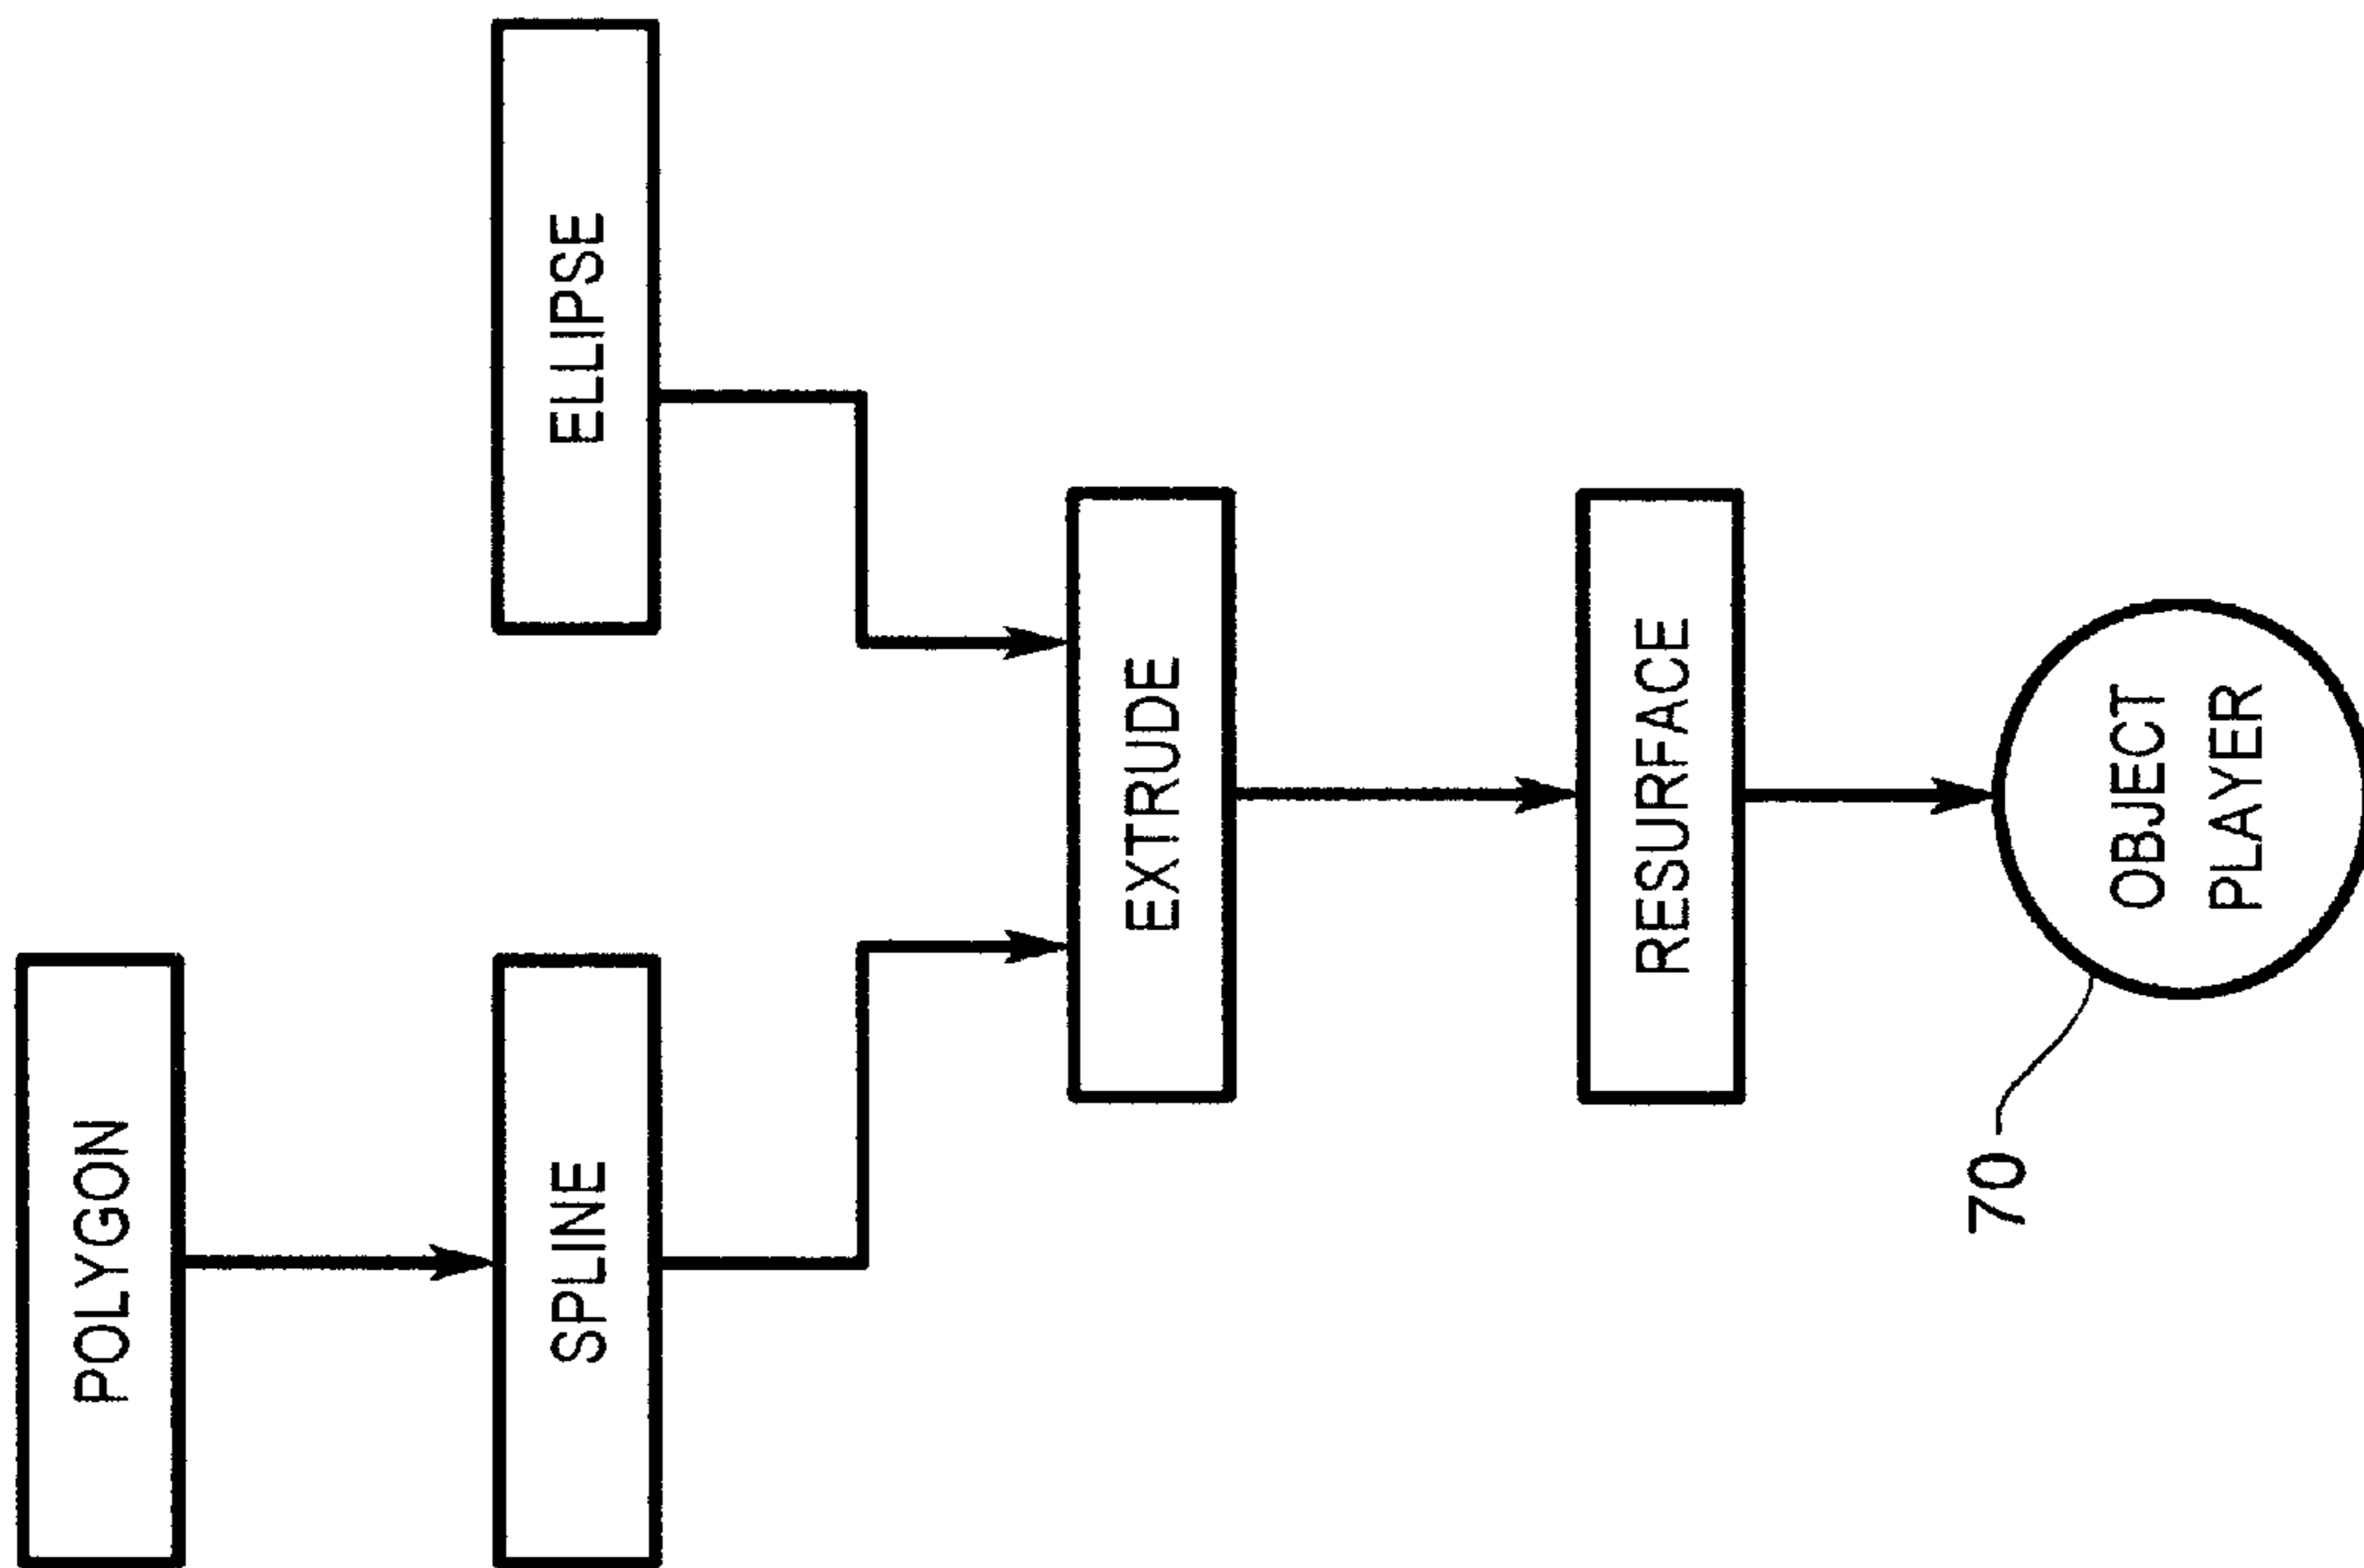 POLYGON
SPLINE
ELLIPSE
EXTRUDE
RESURFACE
OBJECT
PLAYER
70